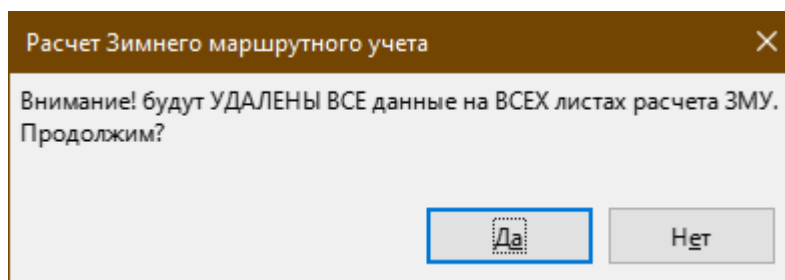 Расчет Зимнего маршрутного учета
Внимание! будут УДАЛЕНЫ ВСЕ данные на ВСЕХ листах расчета ЗМУ.
Продолжим?
Да
Нет